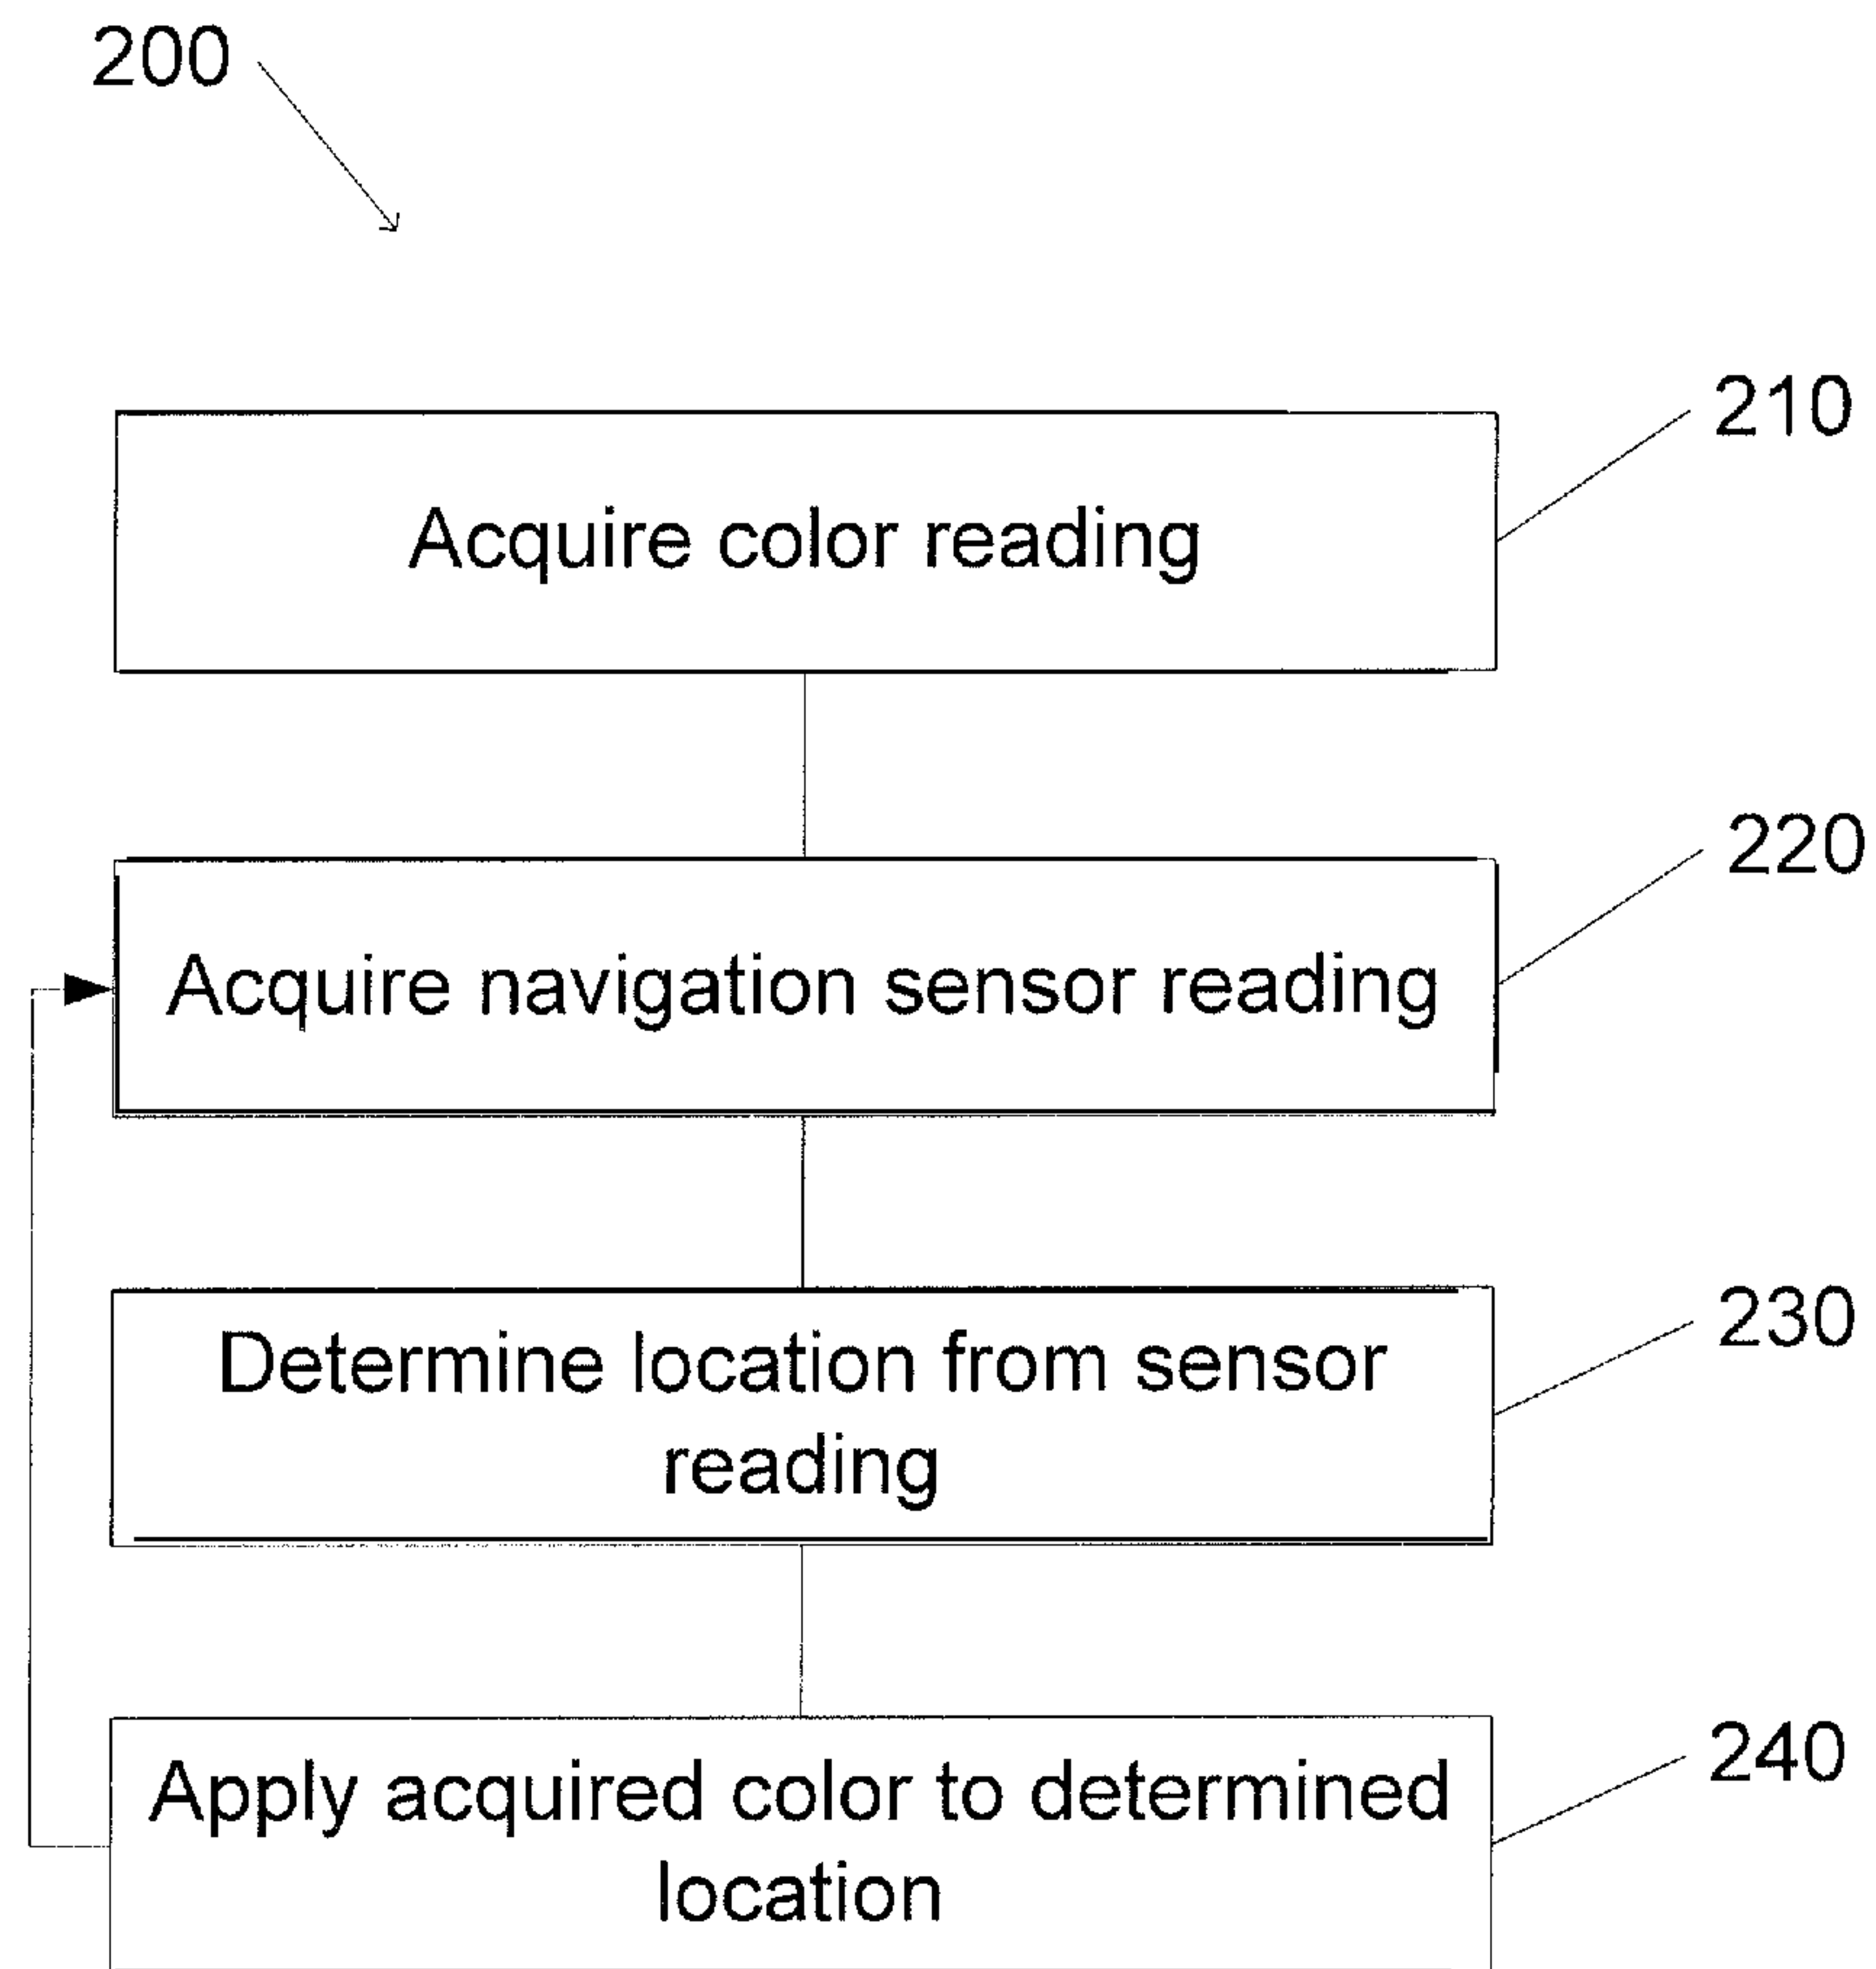 200
210
Acquire color reading
220
Acquire navigation sensor reading
230
Determine location from sensor
reading
240
Apply acquired color to determined
location